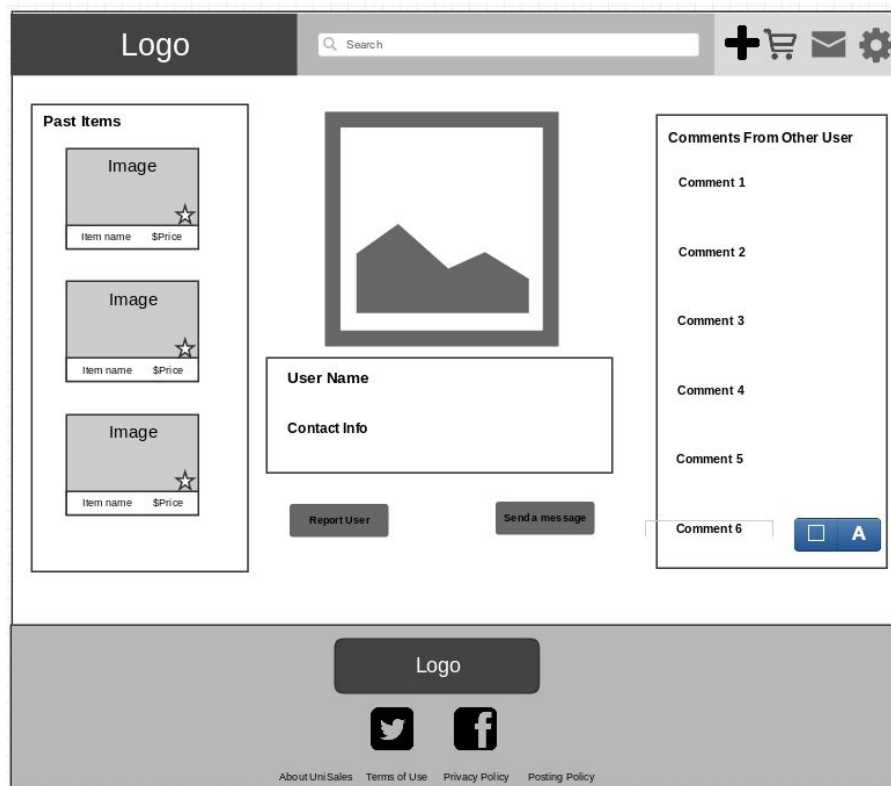 Logo
Search
Past Items
Image
Item name $Price
Image
Item name $Price
Image
Item name $Price
User Name
Contact Info
Report User
Send a message
Comments From Other User
Comment 1
Comment 2
Comment 3
Comment 4
Comment 5
Comment 6
A
Logo
About UniSales Terms of Use Privacy Policy Posting Policy